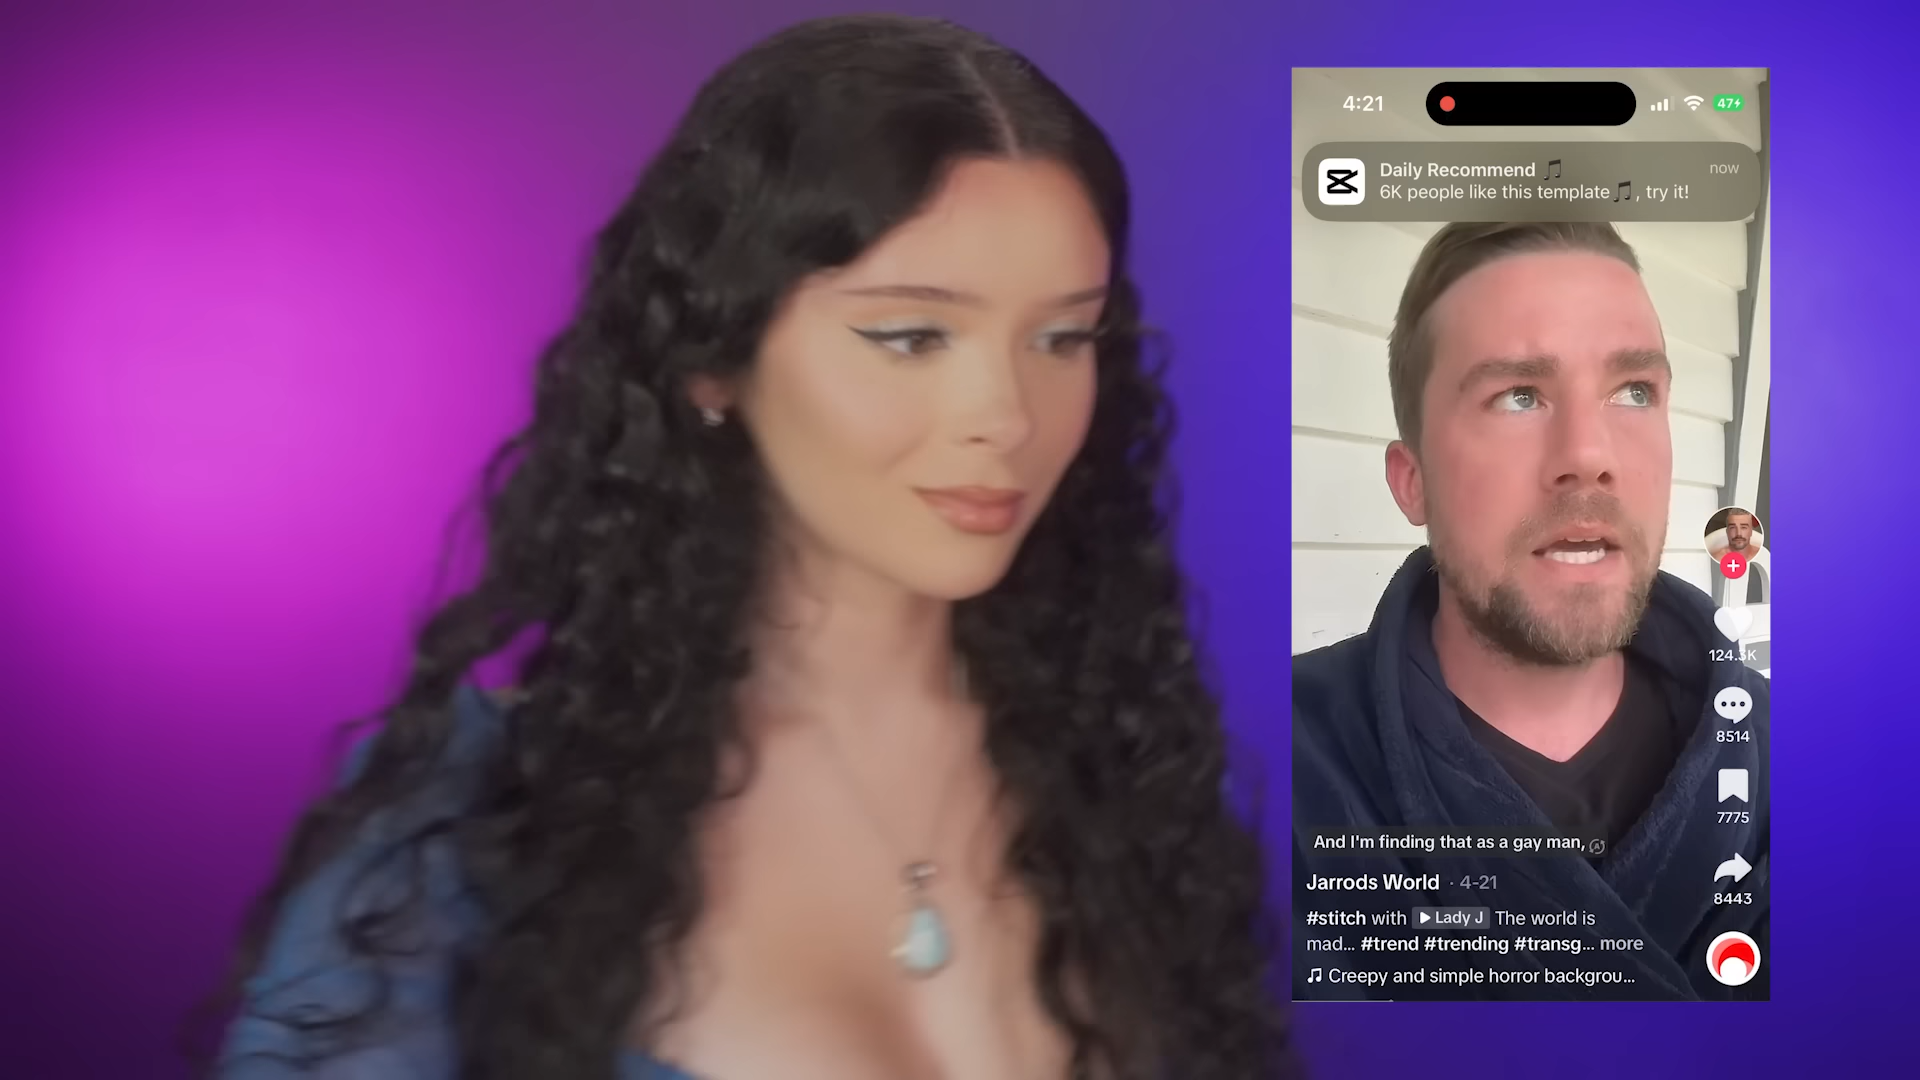 4:21
47
Daily Recommend 🎵
now
6K people like this template🎵, try it!
124.3K
8514
7775
8443
And I'm finding that as a gay man,
Jarrods World · 4-21
#stitch with ▶ Lady J The world is
mad... #trend #trending #transg... more
♫ Creepy and simple horror backgrou...